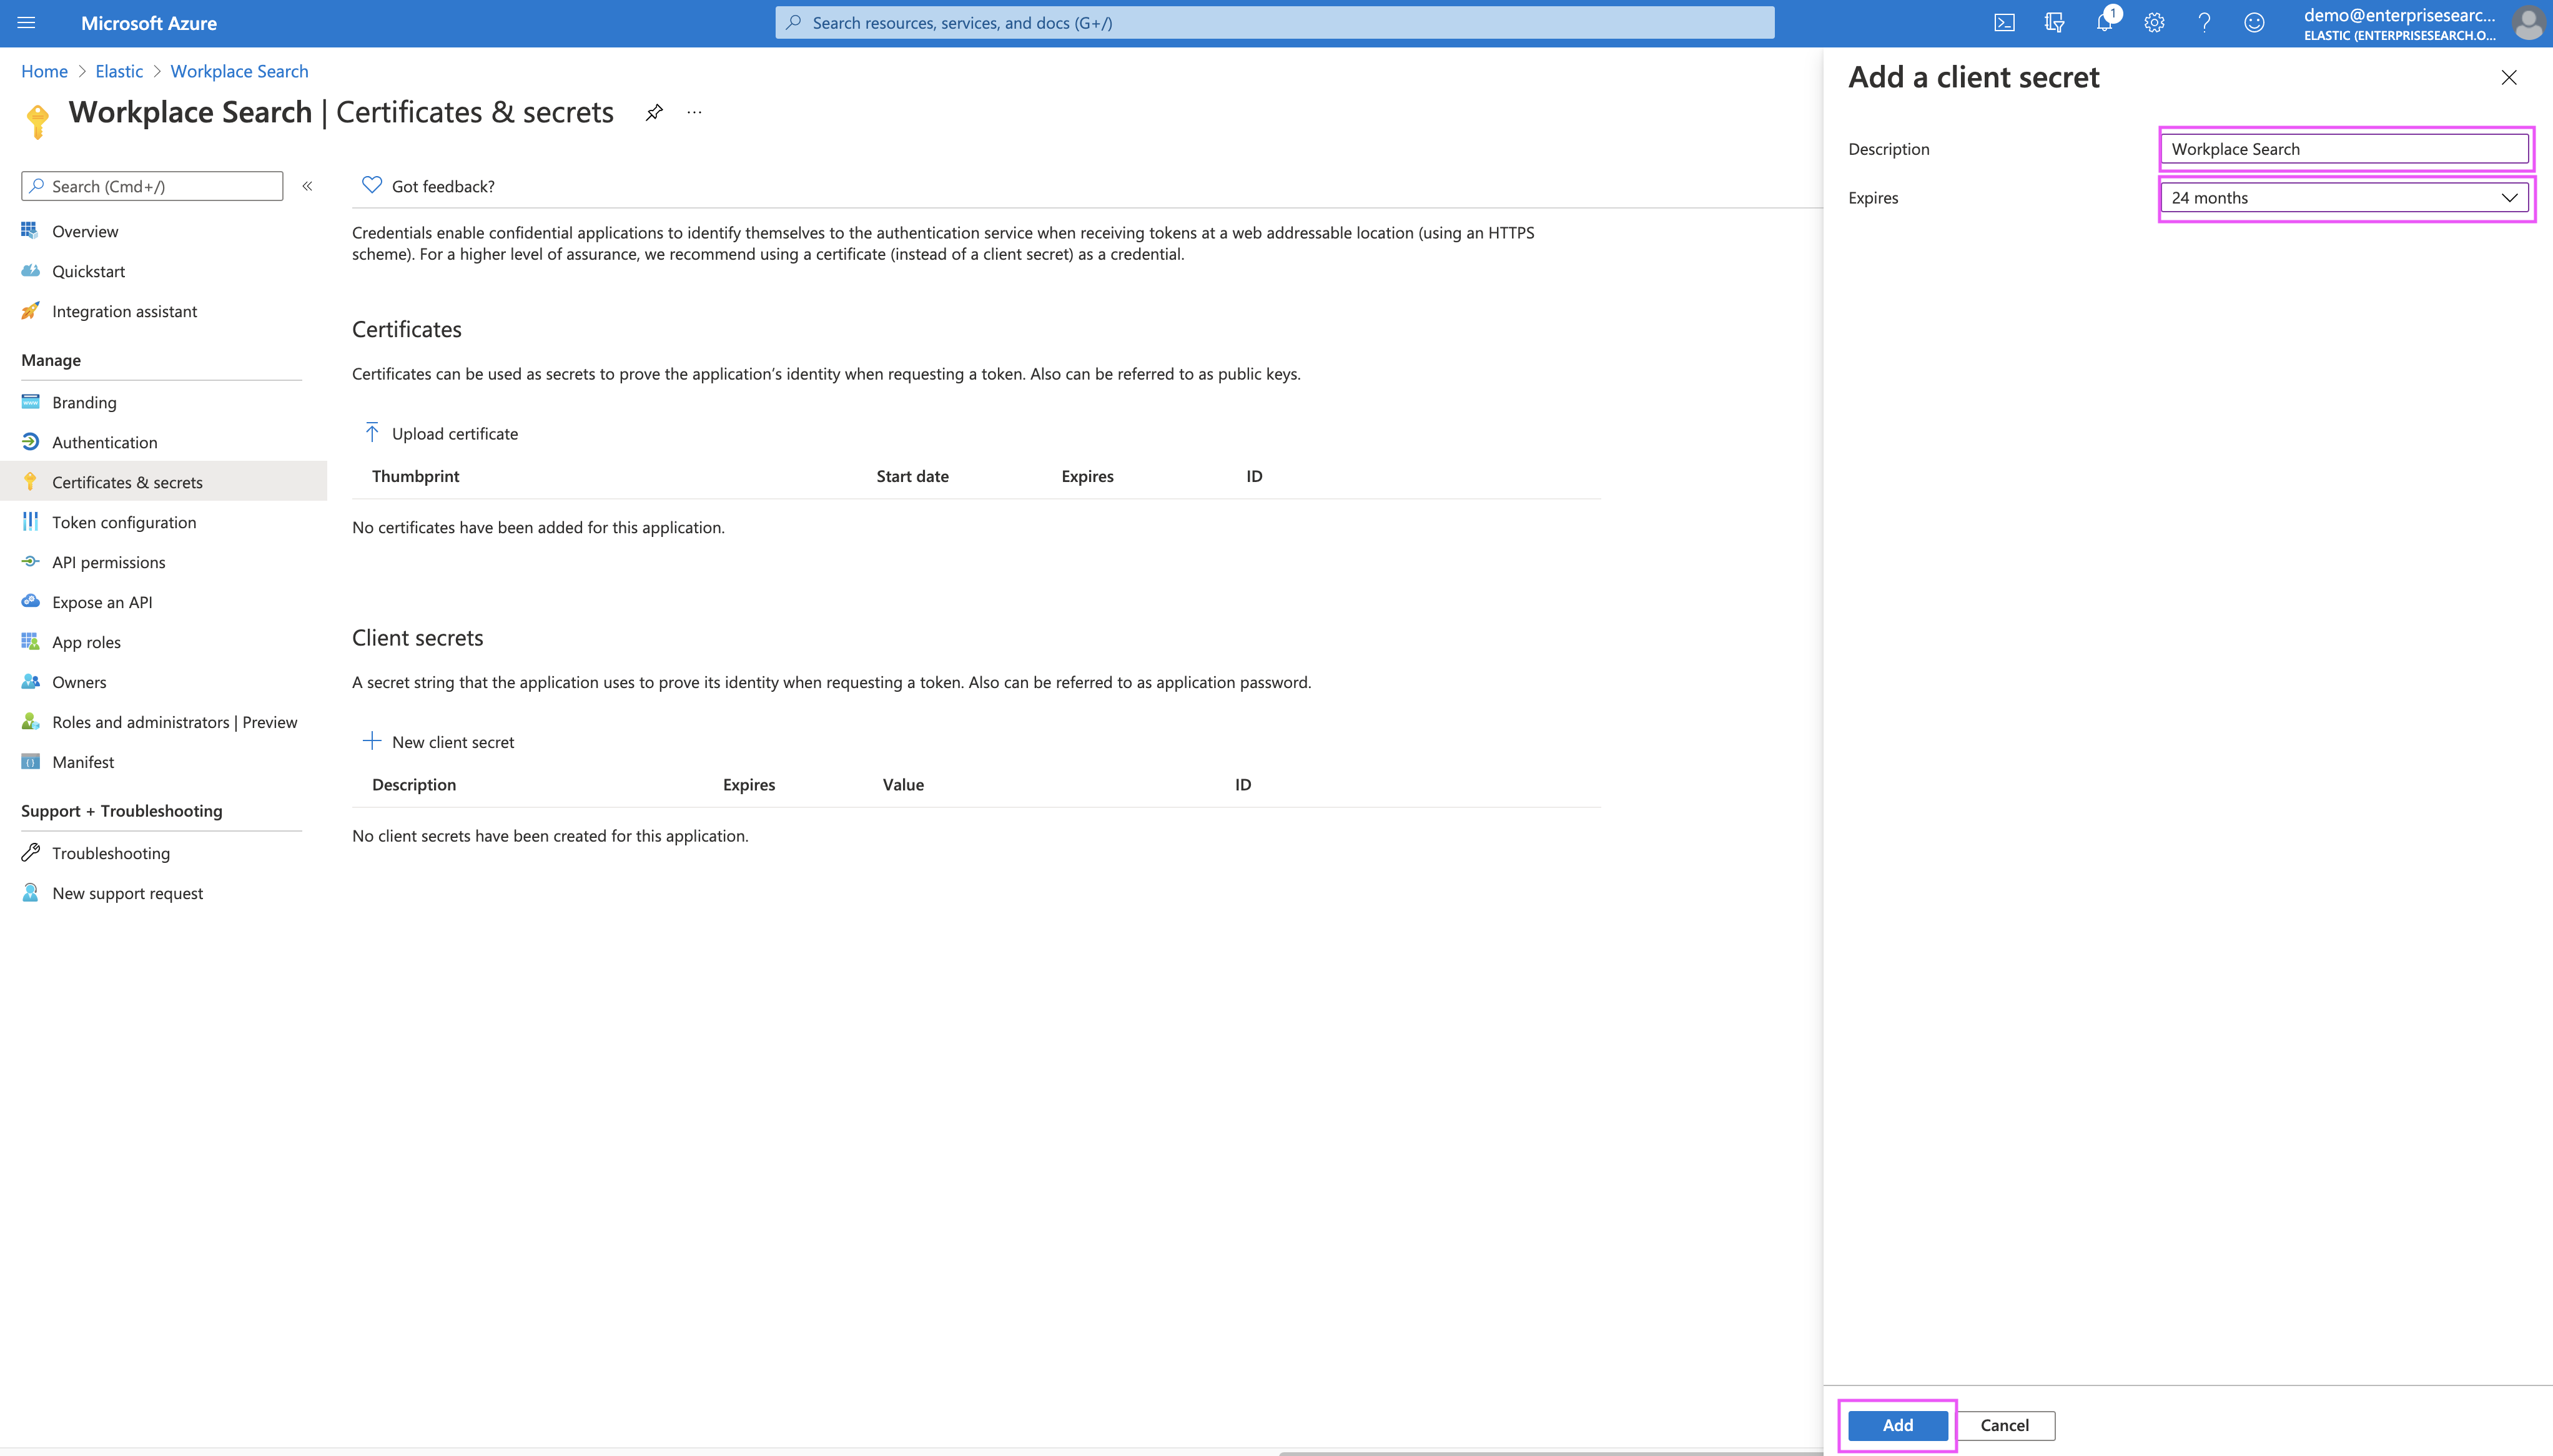 Microsoft Azure
Search resources, services, and docs (G+/)
1
demo@enterprisesearc...
ELASTIC (ENTERPRISESEARCH.O...
Home > Elastic > Workplace Search
Workplace Search | Certificates & secrets
...
Search (Cmd+/)
«
Overview
Quickstart
Integration assistant
Manage
Branding
Authentication
Certificates & secrets
Token configuration
API permissions
Expose an API
App roles
Owners
Roles and administrators | Preview
Manifest
Support + Troubleshooting
Troubleshooting
New support request
Got feedback?
Credentials enable confidential applications to identify themselves to the authentication service when receiving tokens at a web addressable location (using an HTTPS
scheme). For a higher level of assurance, we recommend using a certificate (instead of a client secret) as a credential.
Certificates
Certificates can be used as secrets to prove the application’s identity when requesting a token. Also can be referred to as public keys.
Upload certificate
Thumbprint Start date Expires ID
No certificates have been added for this application.
Client secrets
A secret string that the application uses to prove its identity when requesting a token. Also can be referred to as application password.
New client secret
Description Expires Value ID
No client secrets have been created for this application.
Add a client secret
Description Workplace Search
Expires 24 months
Add Cancel